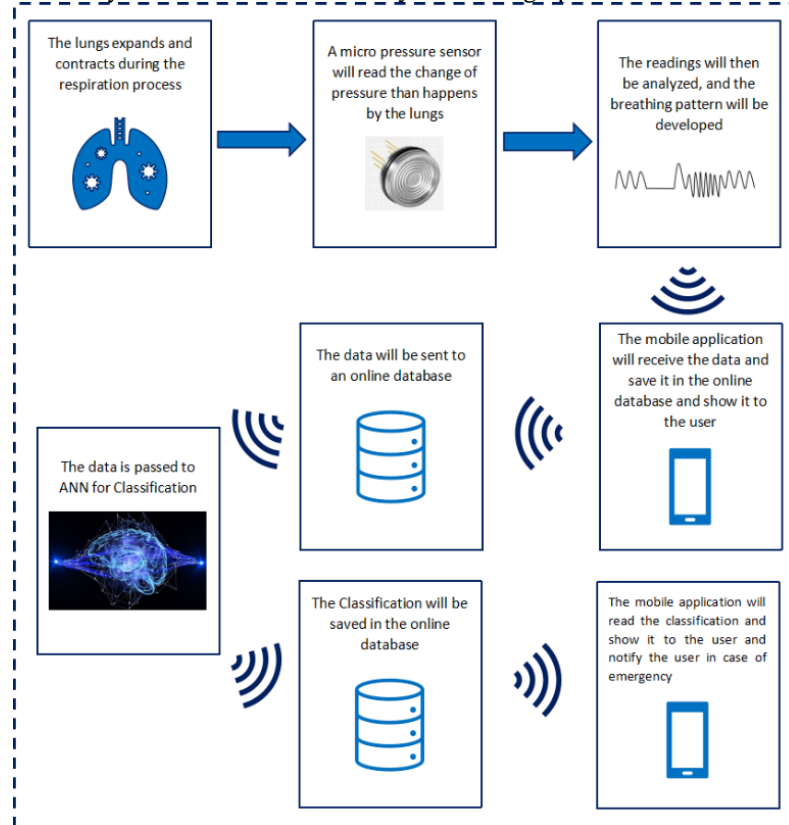 The lungs expands and
contracts during the
respiration process
A micro pressure sensor
will read the change of
pressure than happens
by the lungs
The readings will then
be analyzed, and the
breathing pattern will be
developed
The mobile application
will receive the data and
save it in the online
database and show it to
the user
The data will be sent to
an online database
The data is passed to
ANN for Classification
The Classification will be
saved in the online
database
The mobile application will
read the classification and
show it to the user and
notify the user in case of
emergency